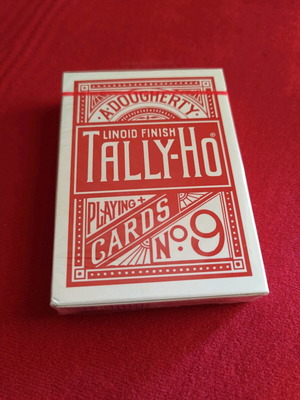 A.DOUGHERTY
LINOID FINISH
TALLY-HO®
PLAYING
CARDS
No.9